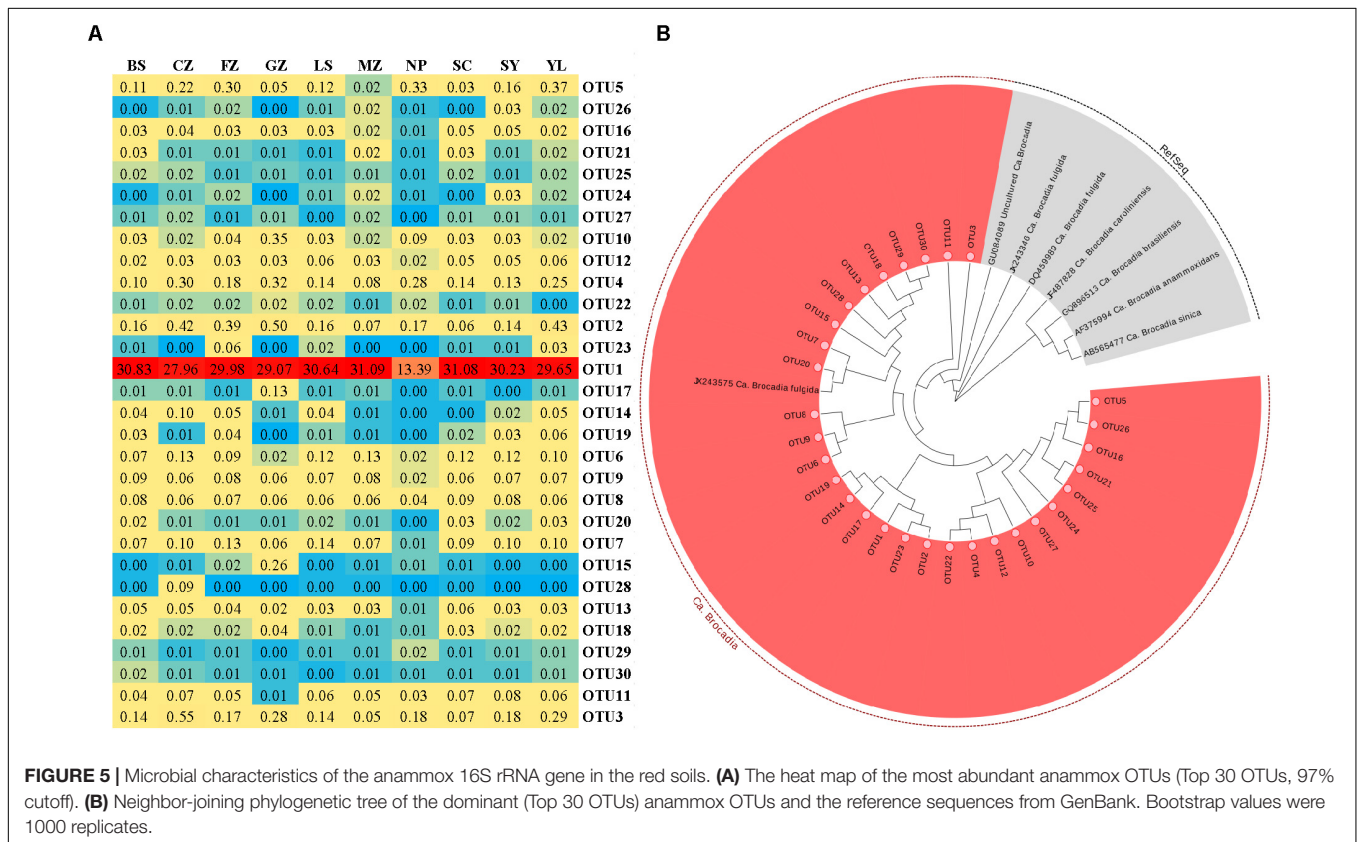 A
BS CZ FZ GZ LS MZ NP SC SY YL
0.11 0.22 0.30 0.05 0.12 0.02 0.33 0.03 0.16 0.37 OTU5
0.00 0.01 0.02 0.00 0.01 0.02 0.01 0.00 0.03 0.02 OTU26
0.03 0.04 0.03 0.03 0.03 0.02 0.01 0.05 0.05 0.02 OTU16
0.03 0.01 0.01 0.01 0.01 0.02 0.01 0.03 0.01 0.02 OTU21
0.02 0.02 0.01 0.01 0.01 0.01 0.01 0.02 0.01 0.02 OTU25
0.00 0.01 0.02 0.00 0.01 0.02 0.01 0.00 0.03 0.02 OTU24
0.01 0.02 0.01 0.01 0.00 0.02 0.00 0.01 0.01 0.01 OTU27
0.03 0.02 0.04 0.35 0.03 0.02 0.09 0.03 0.03 0.02 OTU10
0.02 0.03 0.03 0.03 0.06 0.03 0.02 0.05 0.05 0.06 OTU12
0.10 0.30 0.18 0.32 0.14 0.08 0.28 0.14 0.13 0.25 OTU4
0.01 0.02 0.02 0.02 0.02 0.01 0.02 0.01 0.01 0.00 OTU22
0.16 0.42 0.39 0.50 0.16 0.07 0.17 0.06 0.14 0.43 OTU2
0.01 0.00 0.06 0.00 0.02 0.00 0.00 0.01 0.01 0.03 OTU23
30.83 27.96 29.98 29.07 30.64 31.09 13.39 31.08 30.23 29.65 OTU1
0.01 0.01 0.01 0.13 0.01 0.01 0.00 0.01 0.00 0.01 OTU17
0.04 0.10 0.05 0.01 0.04 0.01 0.00 0.00 0.02 0.05 OTU14
0.03 0.01 0.04 0.00 0.01 0.01 0.00 0.02 0.03 0.06 OTU19
0.07 0.13 0.09 0.02 0.12 0.13 0.02 0.12 0.12 0.10 OTU6
0.09 0.06 0.08 0.06 0.07 0.08 0.02 0.06 0.07 0.07 OTU9
0.08 0.06 0.07 0.06 0.06 0.06 0.04 0.09 0.08 0.06 OTU8
0.02 0.01 0.01 0.01 0.02 0.01 0.00 0.03 0.02 0.03 OTU20
0.07 0.10 0.13 0.06 0.14 0.07 0.01 0.09 0.10 0.10 OTU7
0.00 0.01 0.02 0.26 0.00 0.01 0.01 0.01 0.00 0.00 OTU15
0.00 0.09 0.00 0.00 0.00 0.00 0.00 0.00 0.00 0.00 OTU28
0.05 0.05 0.04 0.02 0.03 0.03 0.01 0.06 0.03 0.03 OTU13
0.02 0.02 0.02 0.04 0.01 0.01 0.01 0.03 0.02 0.02 OTU18
0.01 0.01 0.01 0.00 0.01 0.01 0.02 0.01 0.01 0.01 OTU29
0.02 0.01 0.01 0.01 0.00 0.01 0.01 0.01 0.01 0.01 OTU30
0.04 0.07 0.05 0.01 0.06 0.05 0.03 0.07 0.08 0.06 OTU11
0.14 0.55 0.17 0.28 0.14 0.05 0.18 0.07 0.18 0.29 OTU3
B
RefSeq
GU084089 Uncultured Ca.Brocsdia
JX243346 Ca. Brocadia fulgida
DQ459989 Ca. Brocadia fulgida
JF487828 Ca. Brocadia caroliniensis
GQ896513 Ca. Brocadia brasiliensis
AF375994 Ca. Brocadia anammoxidans
AB565477 Ca. Brocadia sinica
OTU5
OTU26
OTU16
OTU21
OTU25
OTU24
OTU27
OTU10
OTU12
OTU4
OTU22
OTU2
OTU23
OTU1
OTU17
OTU14
OTU19
OTU6
OTU9
OTU8
JX243575 Ca. Brocadia fulgida
OTU20
OTU7
OTU15
OTU28
OTU13
OTU18
OTU29
OTU30
OTU11
OTU3
Ca. Brocadia
FIGURE 5 | Microbial characteristics of the anammox 16S rRNA gene in the red soils. (A) The heat map of the most abundant anammox OTUs (Top 30 OTUs, 97%
cutoff). (B) Neighbor-joining phylogenetic tree of the dominant (Top 30 OTUs) anammox OTUs and the reference sequences from GenBank. Bootstrap values were
1000 replicates.